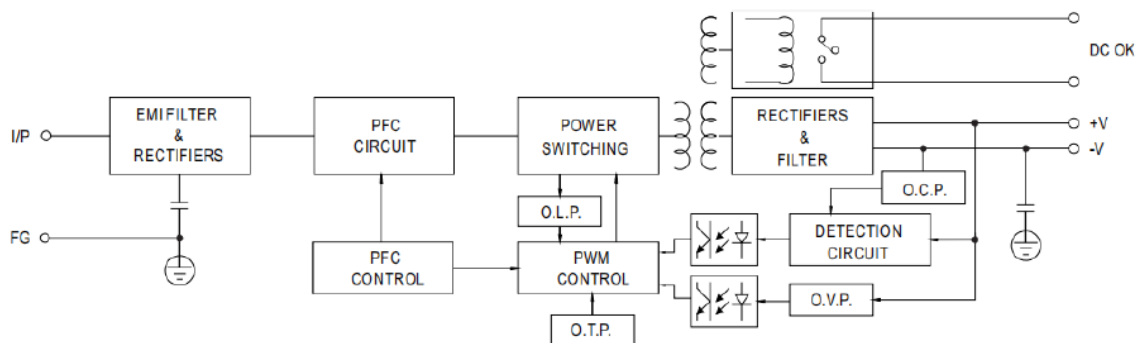 DC OK
I/P
EMI FILTER
&
RECTIFIERS
PFC
CIRCUIT
POWER
SWITCHING
RECTIFIERS
&
FILTER
+V
-V
O.C.P.
O.L.P.
FG
PFC
CONTROL
PWM
CONTROL
DETECTION
CIRCUIT
O.V.P.
O.T.P.